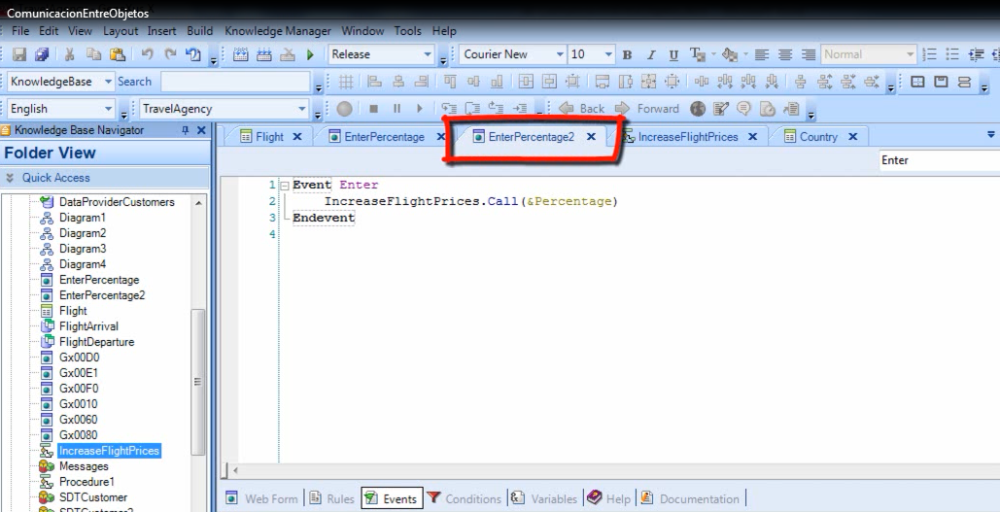 ComunicacionEntreObjetos
File Edit View Layout Insert Build Knowledge Manager Window Tools Help
Release Courier New 10 B I U T Normal
KnowledgeBase Search
English TravelAgency Back Forward
Knowledge Base Navigator
Flight EnterPercentage EnterPercentage2 IncreaseFlightPrices Country
Folder View
Enter
Quick Access
DataProviderCustomers
Diagram1
Diagram2
Diagram3
Diagram4
EnterPercentage
EnterPercentage2
Flight
FlightArrival
FlightDeparture
Gx00D0
Gx00E1
Gx00F0
Gx0010
Gx0060
Gx0080
IncreaseFlightPrices
Messages
Procedure1
SDTCustomer
SDTCustomer2
1 Event Enter
2 IncreaseFlightPrices.Call(&Percentage)
3 Endevent
4
Web Form Rules Events Conditions Variables Help Documentation